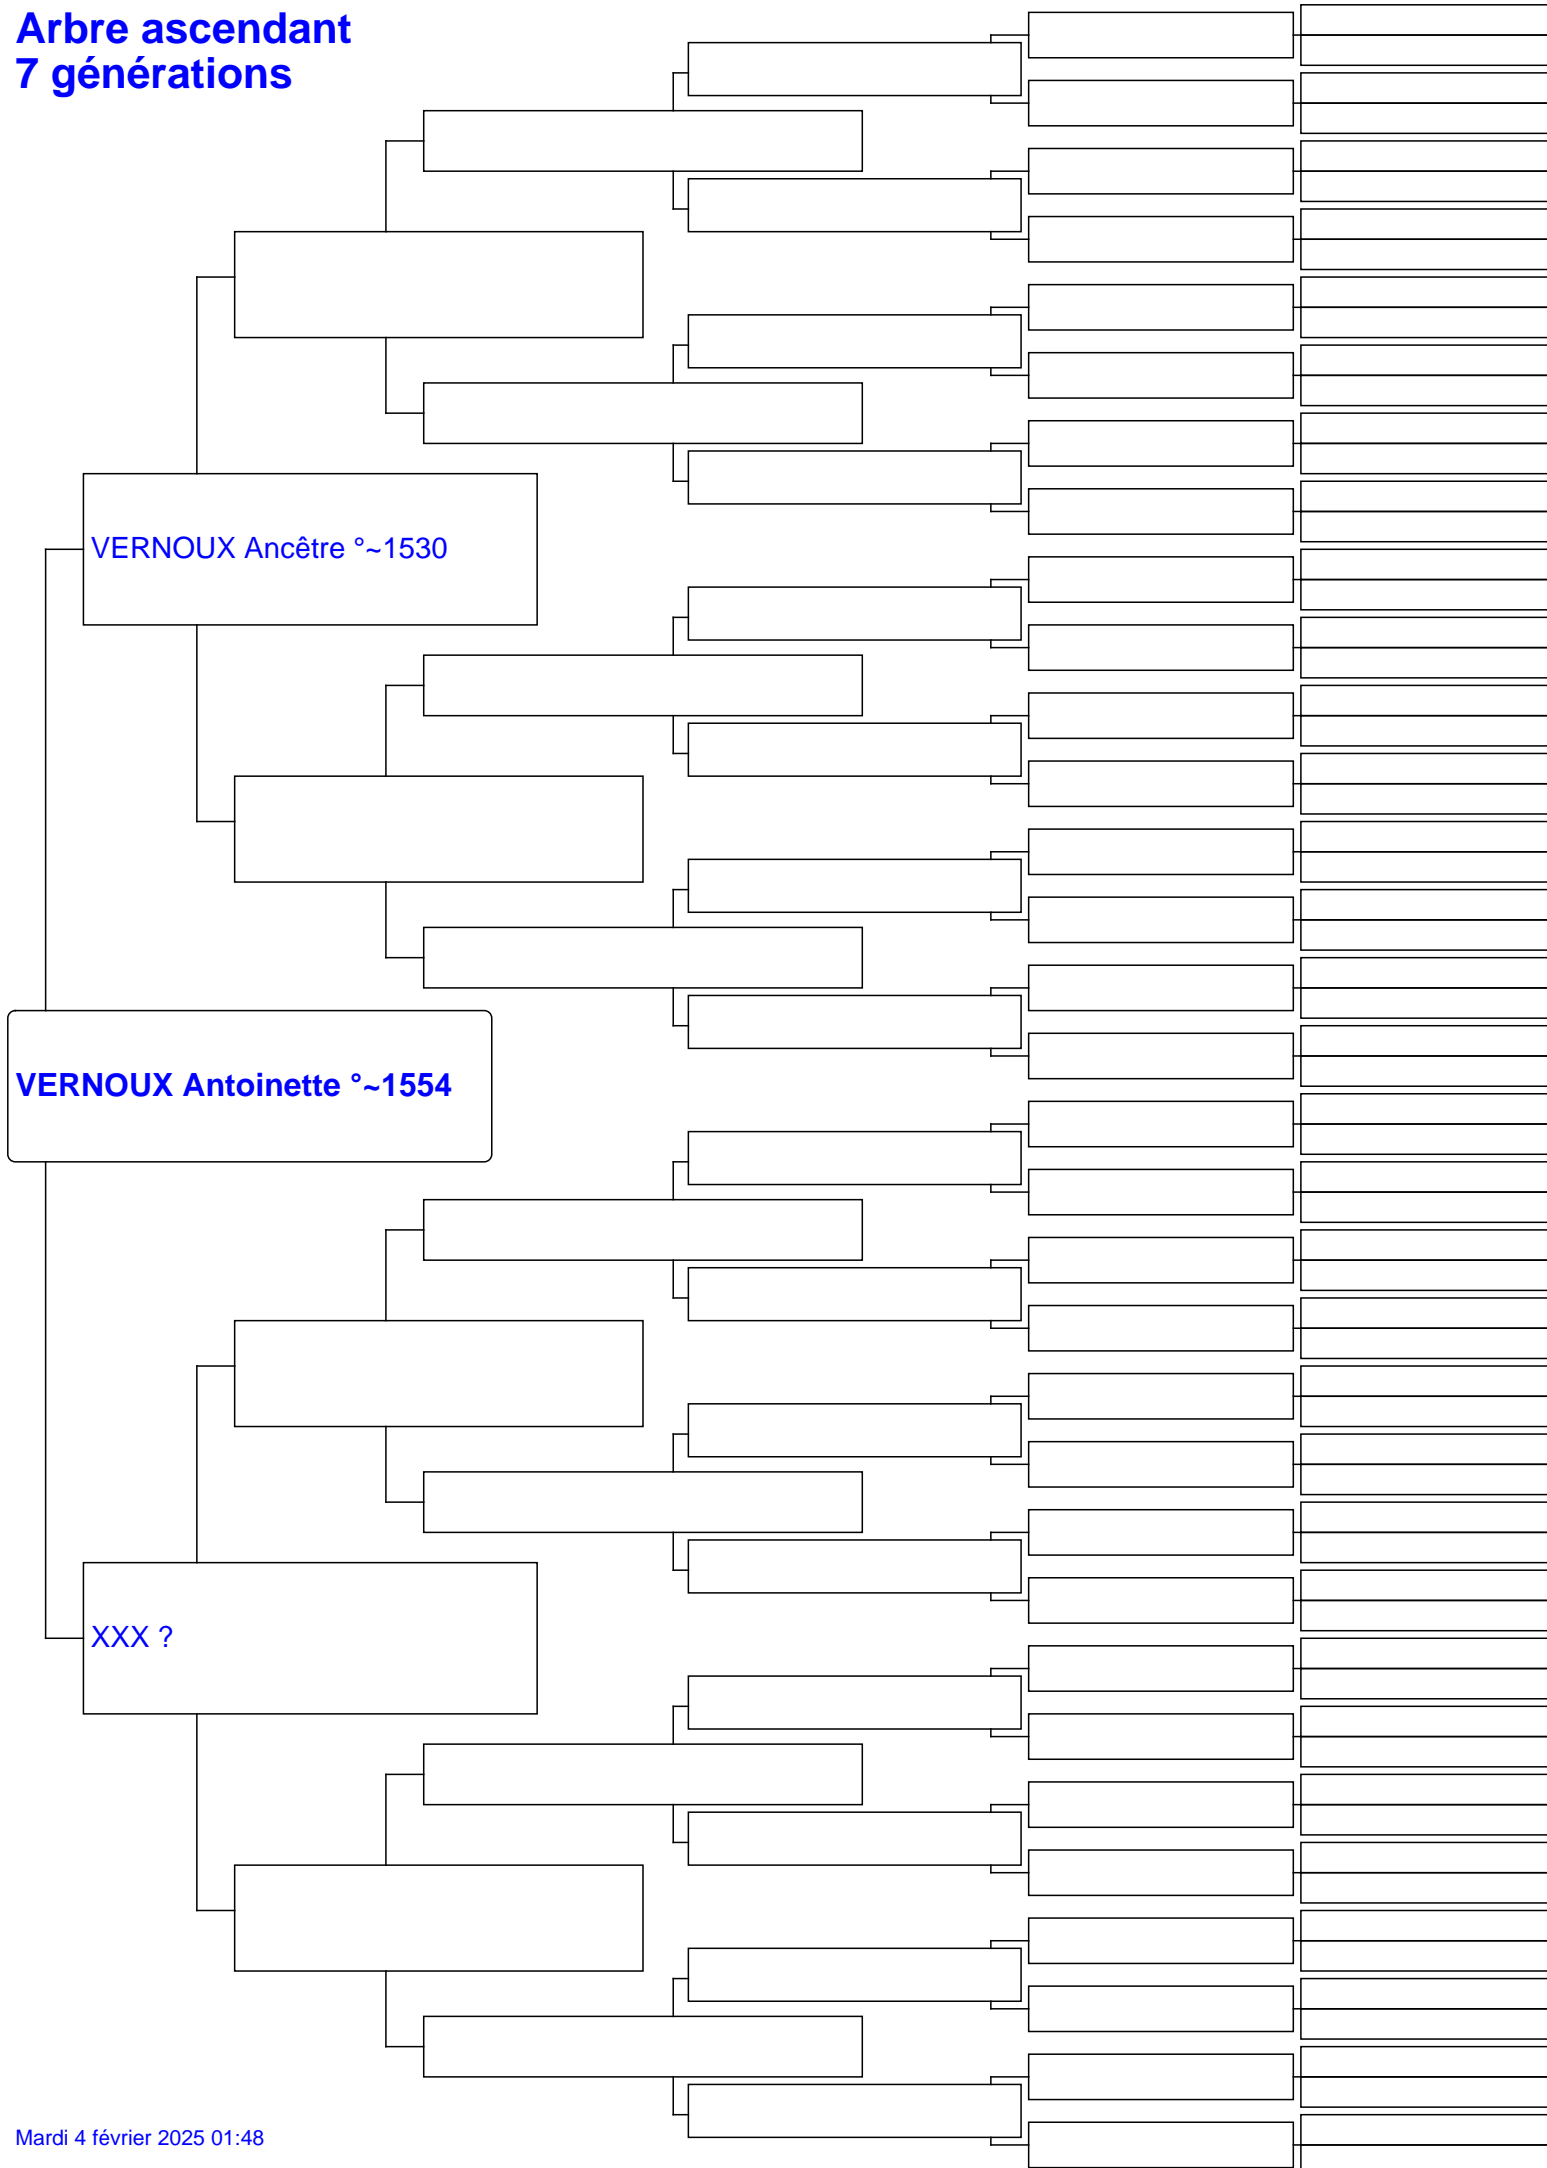 Arbre ascendant
7 générations
VERNOUX Ancêtre °~1530
VERNOUX Antoinette °~1554
XXX ?
Mardi 4 février 2025 01:48